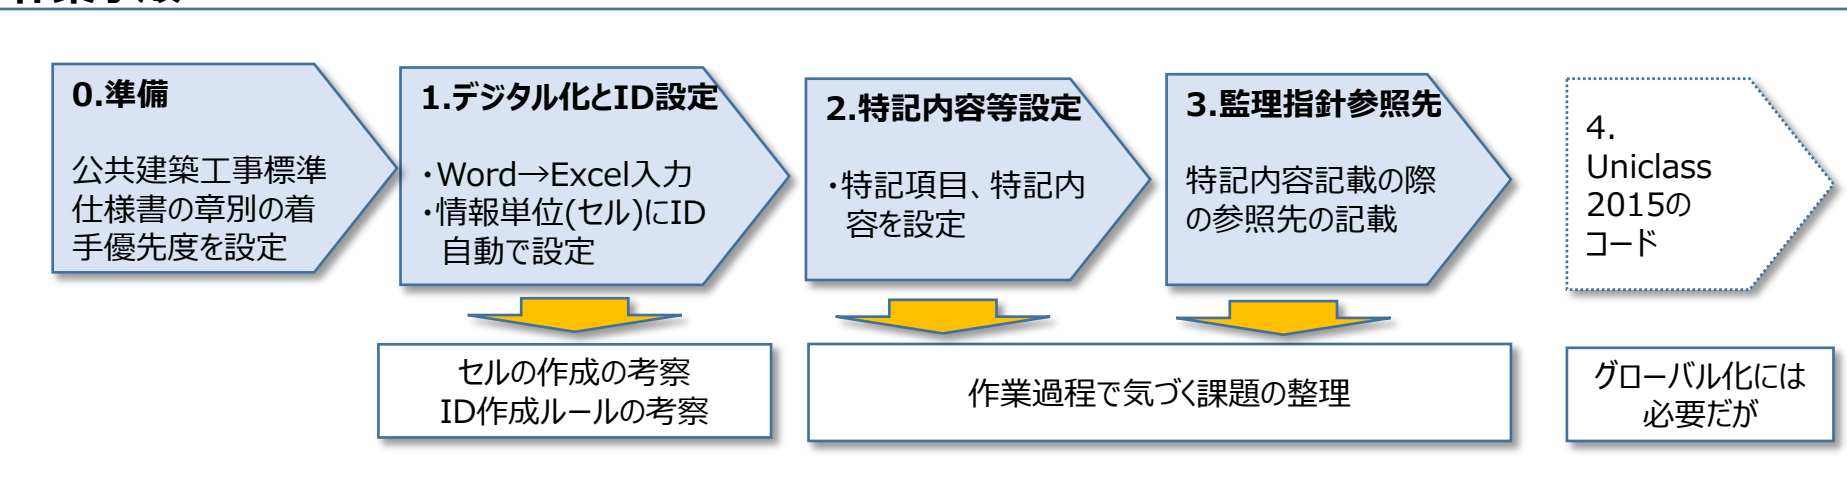 0.準備
公共建築工事標準
仕様書の章別の着
手優先度を設定
1.デジタル化とID設定
・Word→Excel入力
・情報単位(セル)にID
自動で設定
2.特記内容等設定
・特記項目、特記内
容を設定
3.監理指針参照先
特記内容記載の際
の参照先の記載
4.
Uniclass
2015の
コード
セルの作成の考察
ID作成ルールの考察
作業過程で気づく課題の整理
グローバル化には
必要だが